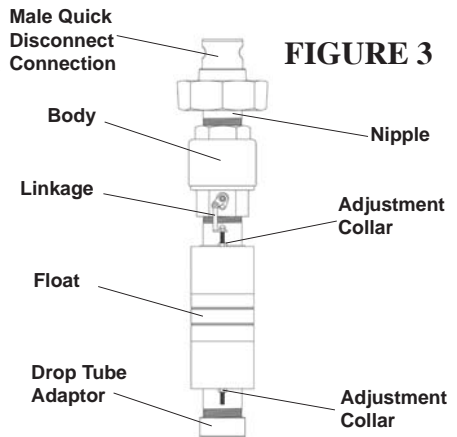 Male Quick
Disconnect
Connection
FIGURE 3
Body
Nipple
Linkage
Adjustment
Collar
Float
Drop Tube
Adaptor
Adjustment
Collar